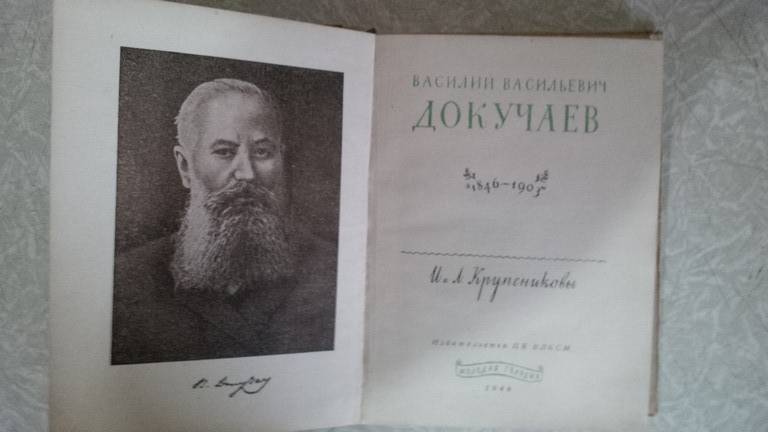 ВАСИЛИЙ ВАСИЛЬЕВИЧ
ДОКУЧАЕВ
1846–1903
И. и Л. Крупениковы
Издательство ЦК ВЛКСМ
МОЛОДАЯ ГВАРДИЯ